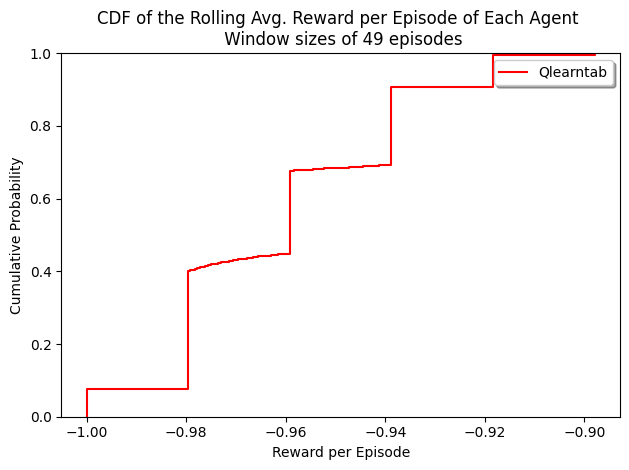 CDF of the Rolling Avg. Reward per Episode of Each Agent
Window sizes of 49 episodes
Qlearntab
Cumulative Probability
1.0
0.8
0.6
0.4
0.2
0.0
−1.00 −0.98 −0.96 −0.94 −0.92 −0.90
Reward per Episode